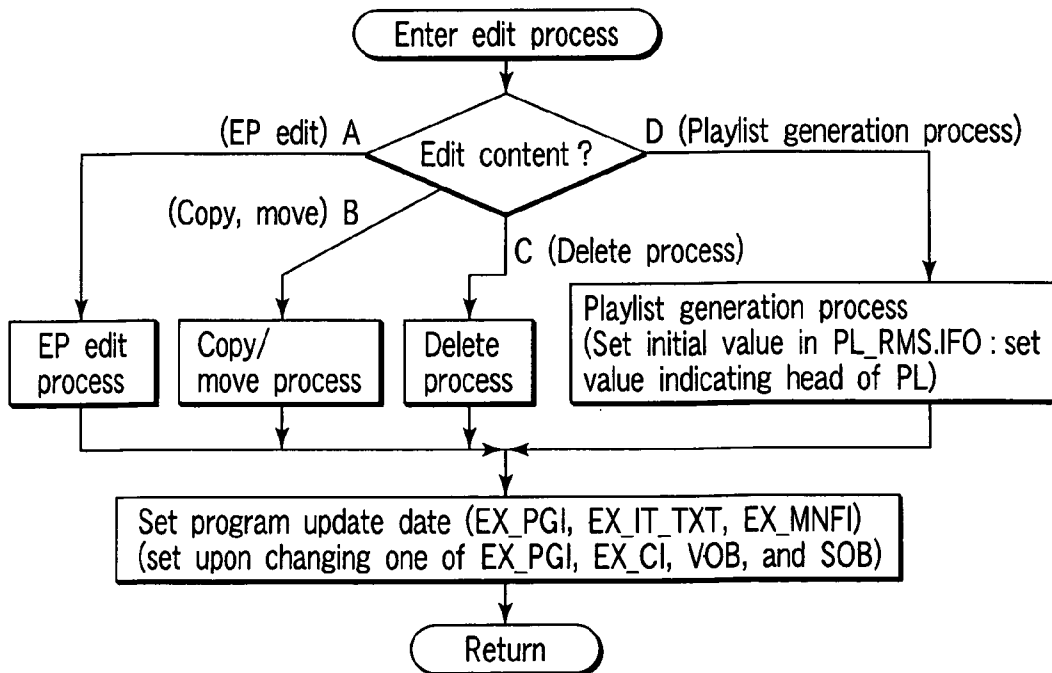 Enter edit process
(EP edit) A
D (Playlist generation process)
Edit content ?
(Copy, move) B
C (Delete process)
EP edit
process
Copy/
move process
Delete
process
Playlist generation process
(Set initial value in PL_RMS.IFO : set
value indicating head of PL)
Set program update date (EX_PGI, EX_IT_TXT, EX_MNFI)
(set upon changing one of EX_PGI, EX_CI, VOB, and SOB)
Return